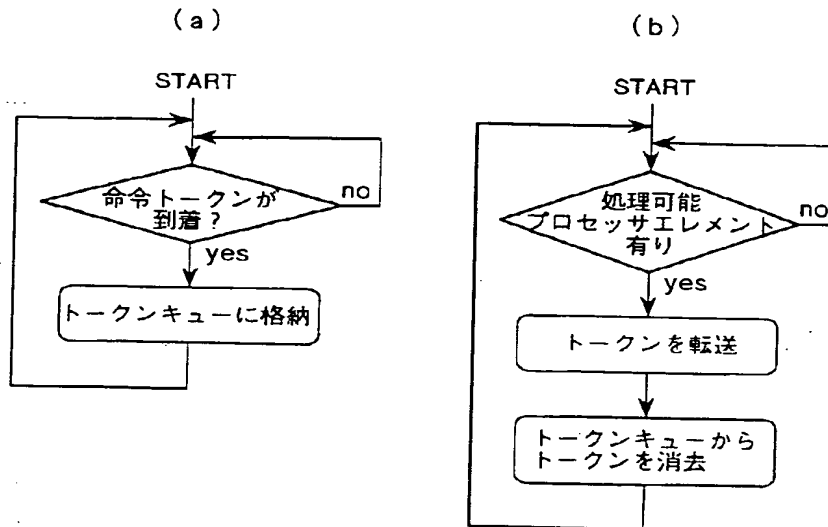 (a)
START
命令トークンが
到着?
no
yes
トークンキューに格納
(b)
START
処理可能
プロセッサエレメント
有り
no
yes
トークンを転送
トークンキューから
トークンを消去